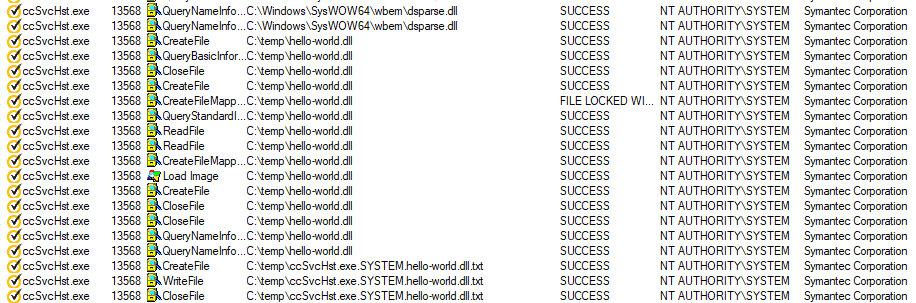 ccSvcHst.exe 13568 QueryNameInfo... C:\Windows\SysWOW64\wbem\dsparse.dll SUCCESS NT AUTHORITY\SYSTEM Symantec Corporation
ccSvcHst.exe 13568 QueryNameInfo... C:\Windows\SysWOW64\wbem\dsparse.dll SUCCESS NT AUTHORITY\SYSTEM Symantec Corporation
ccSvcHst.exe 13568 CreateFile C:\temp\hello-world.dll SUCCESS NT AUTHORITY\SYSTEM Symantec Corporation
ccSvcHst.exe 13568 QueryBasicInfor... C:\temp\hello-world.dll SUCCESS NT AUTHORITY\SYSTEM Symantec Corporation
ccSvcHst.exe 13568 CloseFile C:\temp\hello-world.dll SUCCESS NT AUTHORITY\SYSTEM Symantec Corporation
ccSvcHst.exe 13568 CreateFile C:\temp\hello-world.dll SUCCESS NT AUTHORITY\SYSTEM Symantec Corporation
ccSvcHst.exe 13568 CreateFileMapp... C:\temp\hello-world.dll FILE LOCKED WI... NT AUTHORITY\SYSTEM Symantec Corporation
ccSvcHst.exe 13568 QueryStandardI... C:\temp\hello-world.dll SUCCESS NT AUTHORITY\SYSTEM Symantec Corporation
ccSvcHst.exe 13568 ReadFile C:\temp\hello-world.dll SUCCESS NT AUTHORITY\SYSTEM Symantec Corporation
ccSvcHst.exe 13568 ReadFile C:\temp\hello-world.dll SUCCESS NT AUTHORITY\SYSTEM Symantec Corporation
ccSvcHst.exe 13568 CreateFileMapp... C:\temp\hello-world.dll SUCCESS NT AUTHORITY\SYSTEM Symantec Corporation
ccSvcHst.exe 13568 Load Image C:\temp\hello-world.dll SUCCESS NT AUTHORITY\SYSTEM Symantec Corporation
ccSvcHst.exe 13568 CreateFile C:\temp\hello-world.dll SUCCESS NT AUTHORITY\SYSTEM Symantec Corporation
ccSvcHst.exe 13568 CloseFile C:\temp\hello-world.dll SUCCESS NT AUTHORITY\SYSTEM Symantec Corporation
ccSvcHst.exe 13568 CloseFile C:\temp\hello-world.dll SUCCESS NT AUTHORITY\SYSTEM Symantec Corporation
ccSvcHst.exe 13568 QueryNameInfo... C:\temp\hello-world.dll SUCCESS NT AUTHORITY\SYSTEM Symantec Corporation
ccSvcHst.exe 13568 QueryNameInfo... C:\temp\hello-world.dll SUCCESS NT AUTHORITY\SYSTEM Symantec Corporation
ccSvcHst.exe 13568 CreateFile C:\temp\ccSvcHst.exe.SYSTEM.hello-world.dll.txt SUCCESS NT AUTHORITY\SYSTEM Symantec Corporation
ccSvcHst.exe 13568 WriteFile C:\temp\ccSvcHst.exe.SYSTEM.hello-world.dll.txt SUCCESS NT AUTHORITY\SYSTEM Symantec Corporation
ccSvcHst.exe 13568 CloseFile C:\temp\ccSvcHst.exe.SYSTEM.hello-world.dll.txt SUCCESS NT AUTHORITY\SYSTEM Symantec Corporation